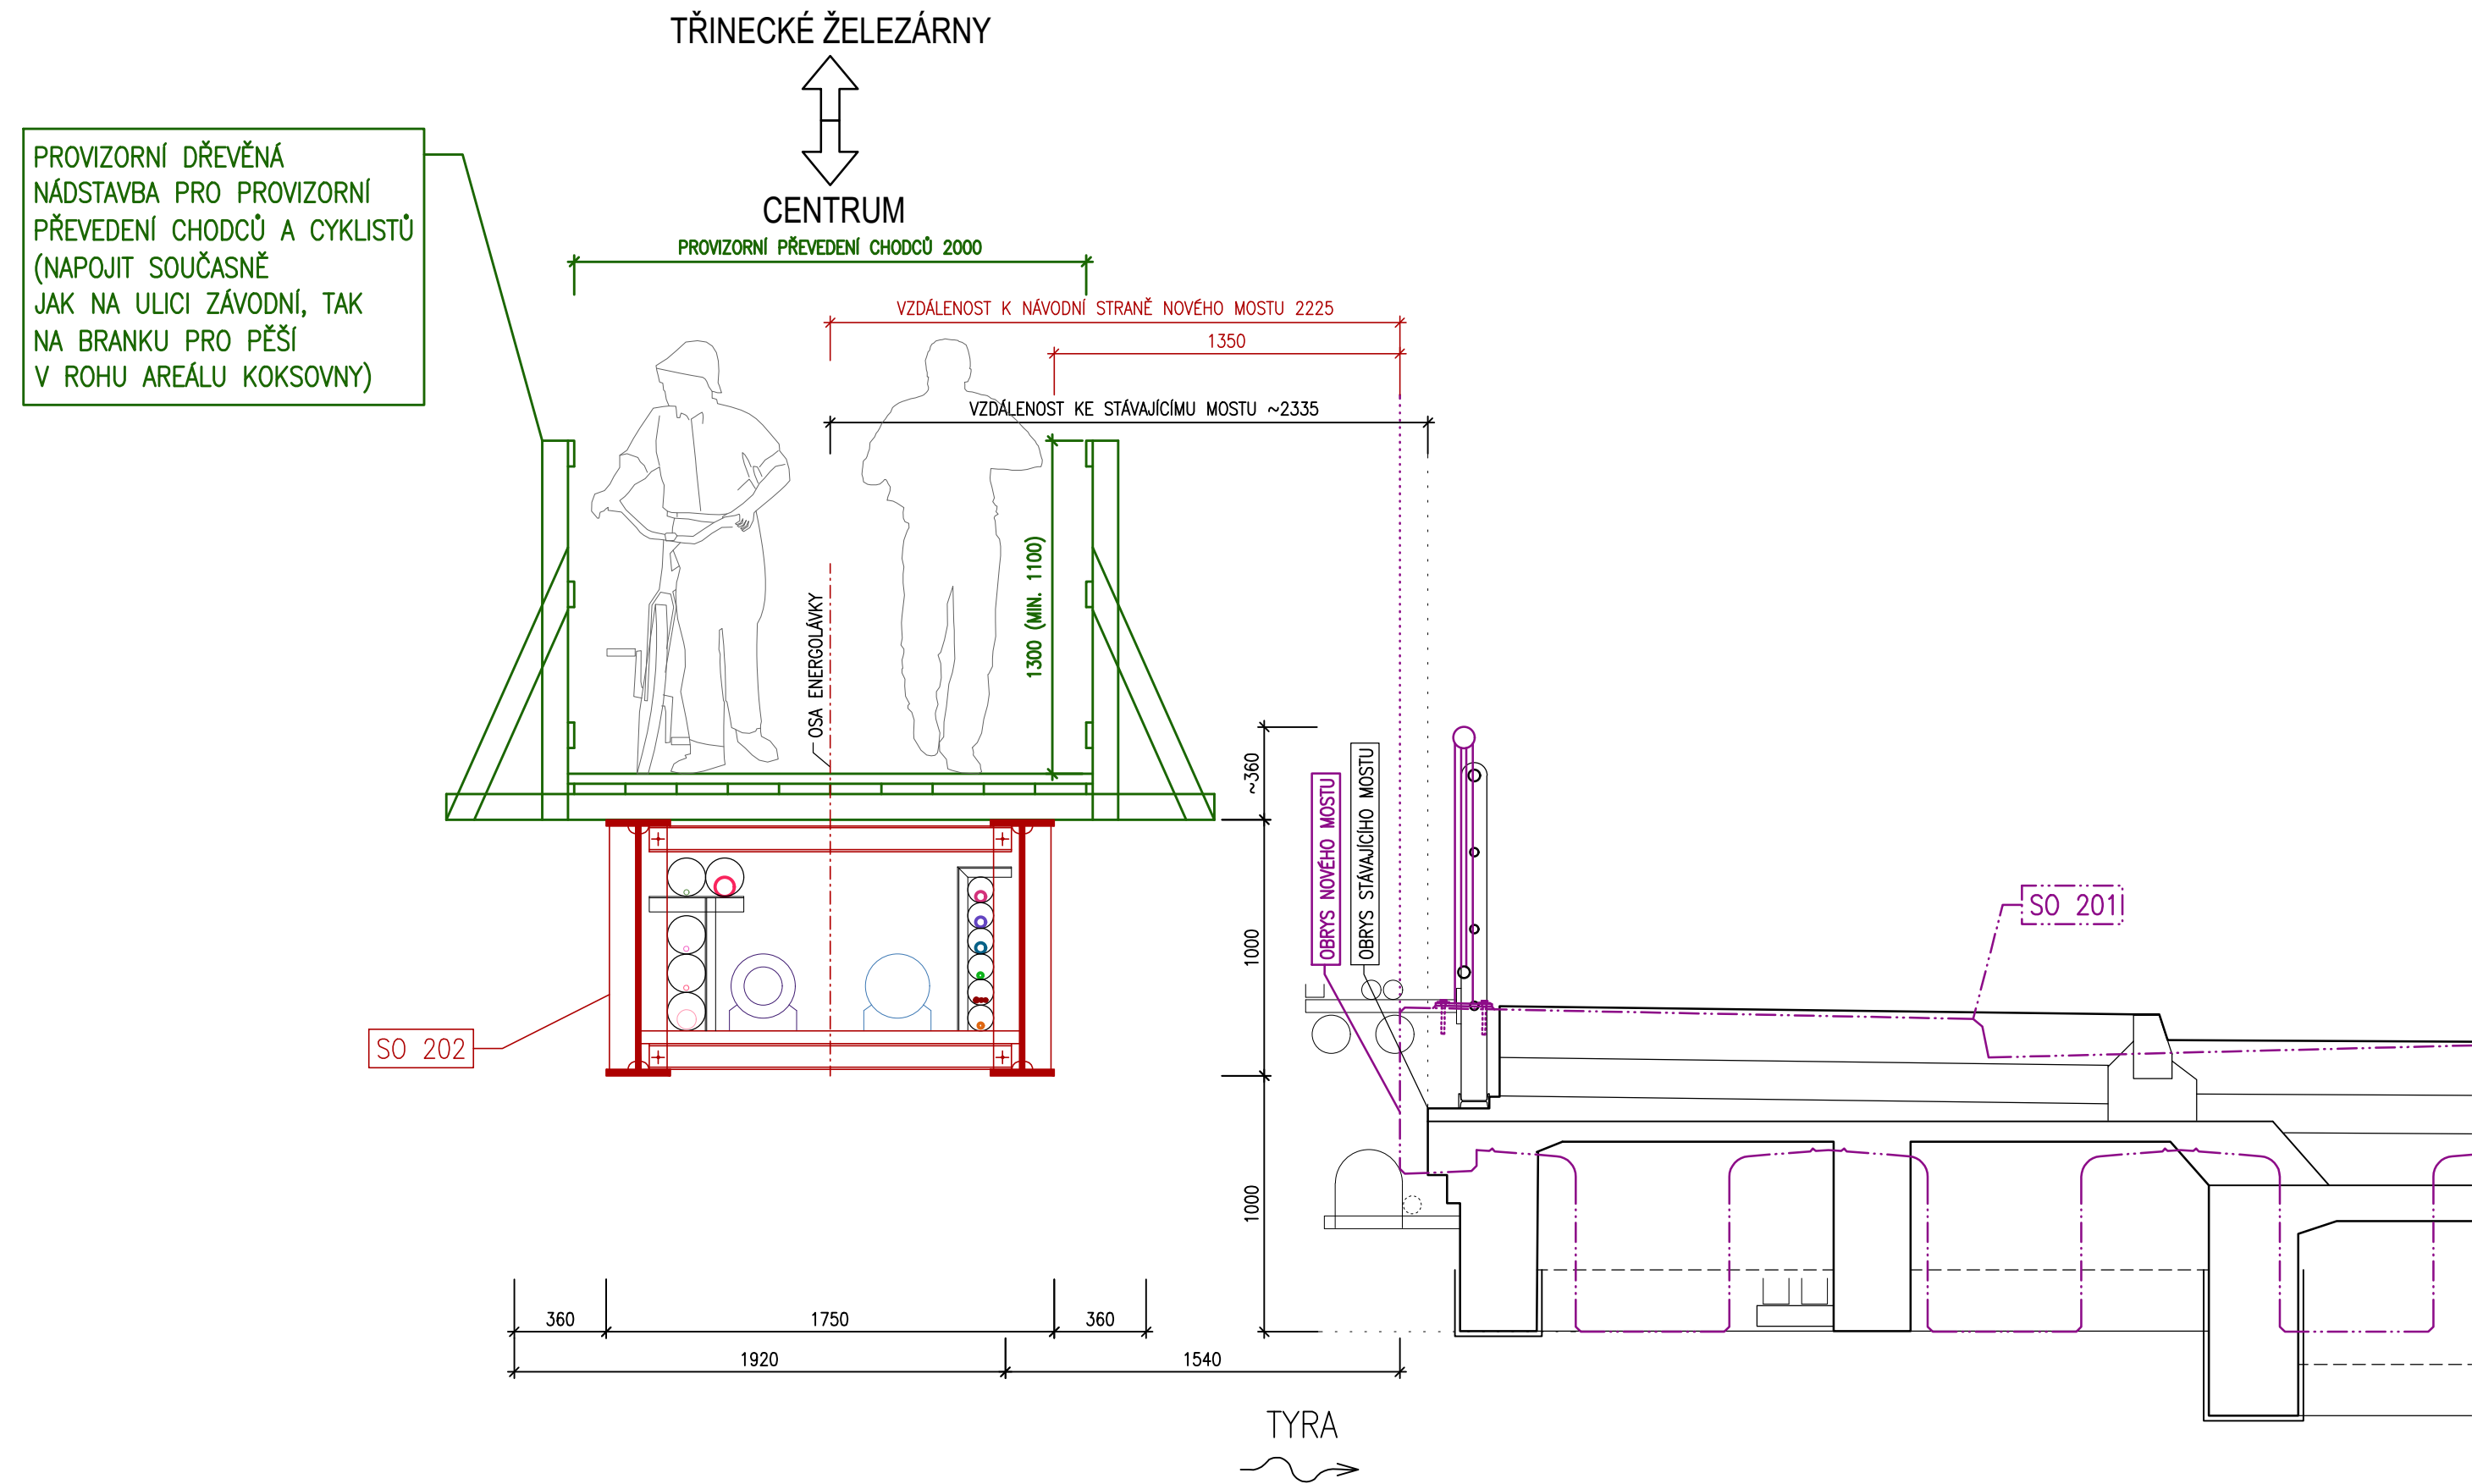 TŘINECKÉ ŽELEZÁRNY
CENTRUM
PROVIZORNÍ DŘEVĚNÁ
NÁDSTAVBA PRO PROVIZORNÍ
PŘEVEDENÍ CHODCŮ A CYKLISTŮ
(NAPOJIT SOUČASNĚ
JAK NA ULICI ZÁVODNÍ, TAK
NA BRANKU PRO PĚŠÍ
V ROHU AREÁLU KOKSOVNY)
PROVIZORNÍ PŘEVEDENÍ CHODCŮ 2000
VZDÁLENOST K NÁVODNÍ STRANĚ NOVÉHO MOSTU 2225
1350
VZDÁLENOST KE STÁVAJÍCÍMU MOSTU ~2335
1300 (MIN. 1100)
OSA ENERGOLÁVKY
~360
OBRYS NOVÉHO MOSTU
OBRYS STÁVAJÍCÍHO MOSTU
SO 201
1000
SO 202
1000
360
1750
360
1920
1540
TYRA